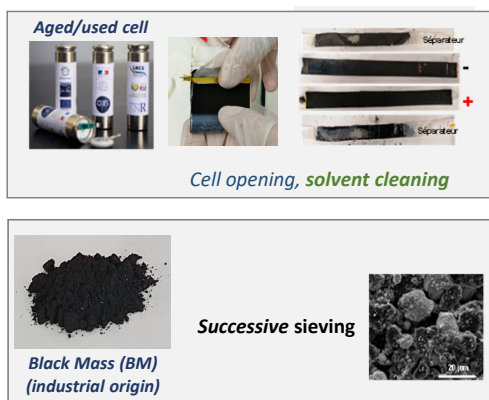 Aged/used cell
Séparateur
-
+
Séparateur
Cell opening, solvent cleaning
Black Mass (BM)
(industrial origin)
Successive sieving
20 µm